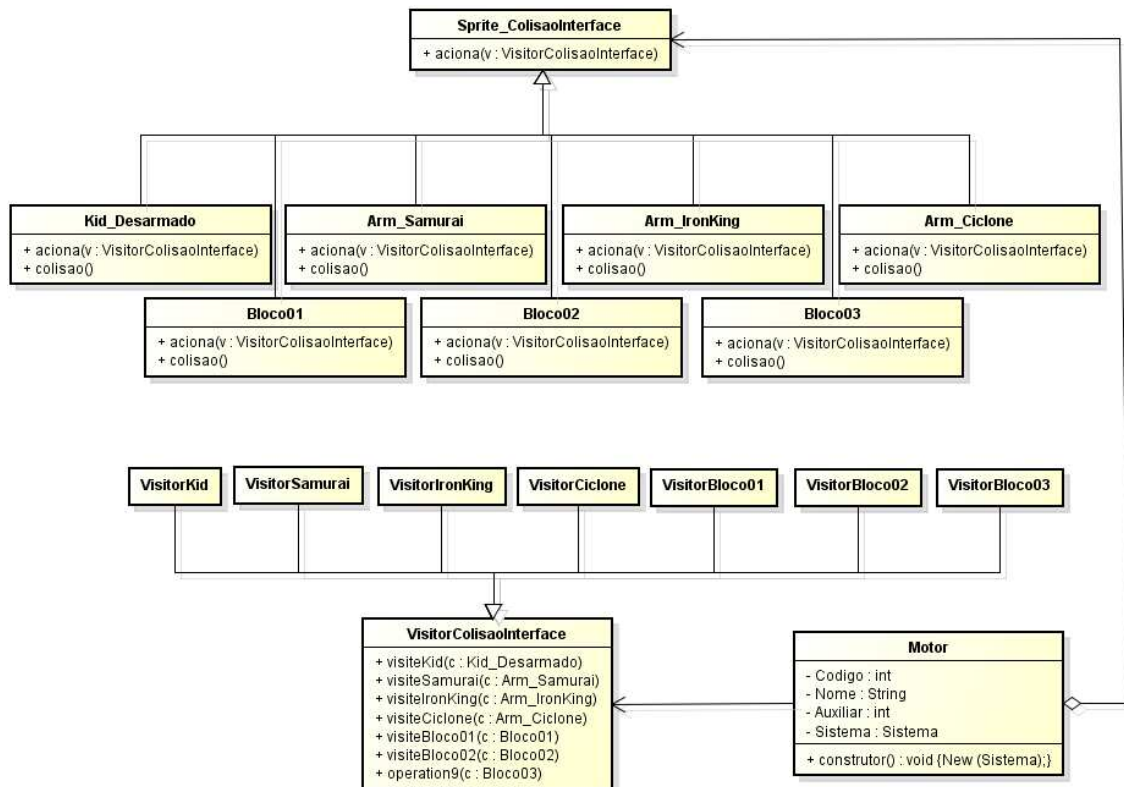 Sprite_ColisaoInterface
+ aciona(v : VisitorColisaoInterface)
Kid_Desarmado
+ aciona(v : VisitorColisaoInterface)
+ colisao()
Arm_Samurai
+ aciona(v : VisitorColisaoInterface)
+ colisao()
Arm_IronKing
+ aciona(v : VisitorColisaoInterface)
+ colisao()
Arm_Ciclone
+ aciona(v : VisitorColisaoInterface)
+ colisao()
Bloco01
+ aciona(v : VisitorColisaoInterface)
+ colisao()
Bloco02
+ aciona(v : VisitorColisaoInterface)
+ colisao()
Bloco03
+ aciona(v : VisitorColisaoInterface)
+ colisao()
VisitorKid
VisitorSamurai
VisitorIronKing
VisitorCiclone
VisitorBloco01
VisitorBloco02
VisitorBloco03
VisitorColisaoInterface
+ visiteKid(c : Kid_Desarmado)
+ visiteSamurai(c : Arm_Samurai)
+ visiteIronKing(c : Arm_IronKing)
+ visiteCiclone(c : Arm_Ciclone)
+ visiteBloco01(c : Bloco01)
+ visiteBloco02(c : Bloco02)
+ operation9(c : Bloco03)
Motor
- Codigo : int
- Nome : String
- Auxiliar : int
- Sistema : Sistema
+ construtor() : void {New (Sistema);}